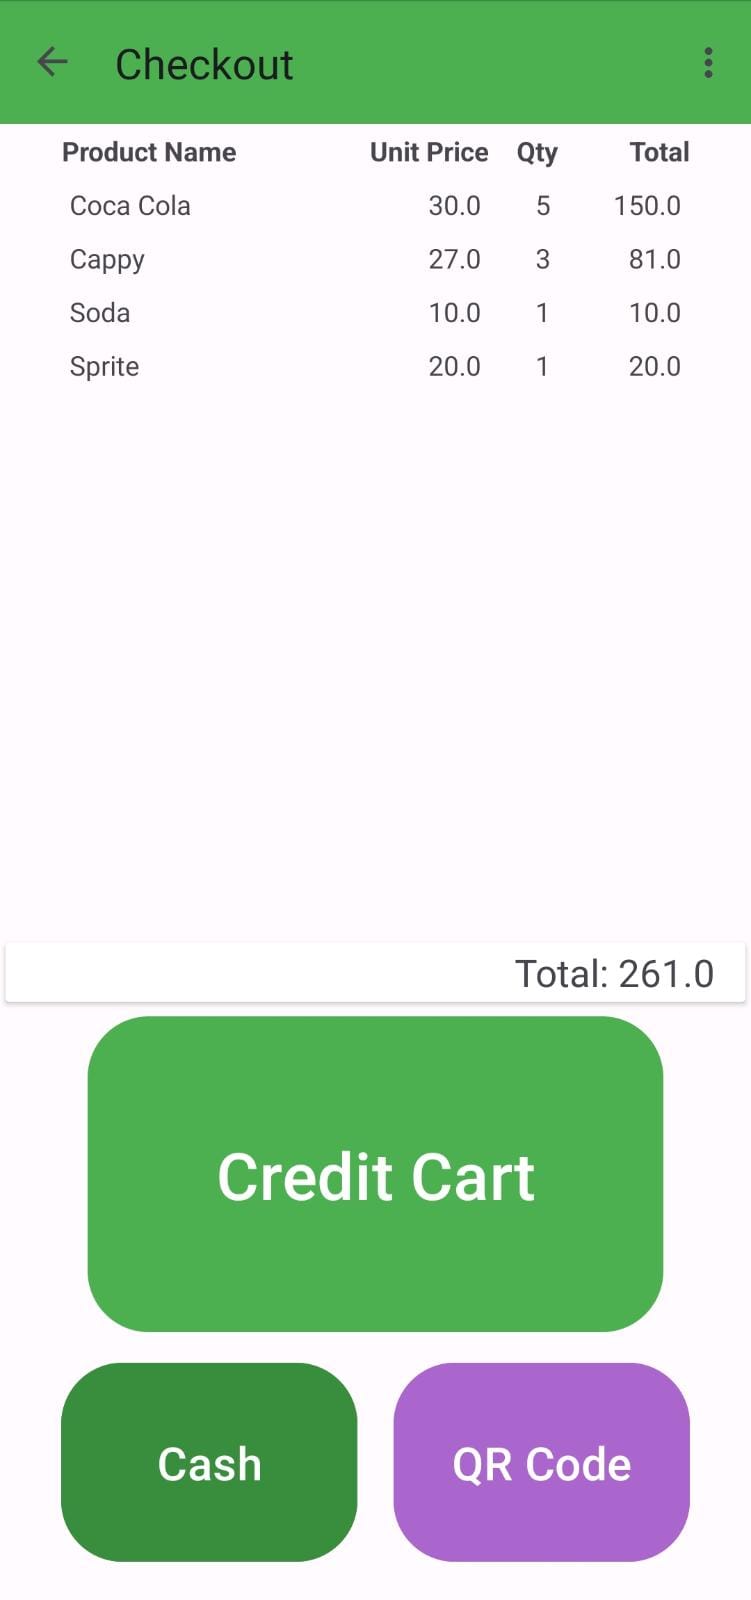 Checkout
Product Name Unit Price Qty Total
Coca Cola 30.0 5 150.0
Cappy 27.0 3 81.0
Soda 10.0 1 10.0
Sprite 20.0 1 20.0
Total: 261.0
Credit Cart
Cash QR Code